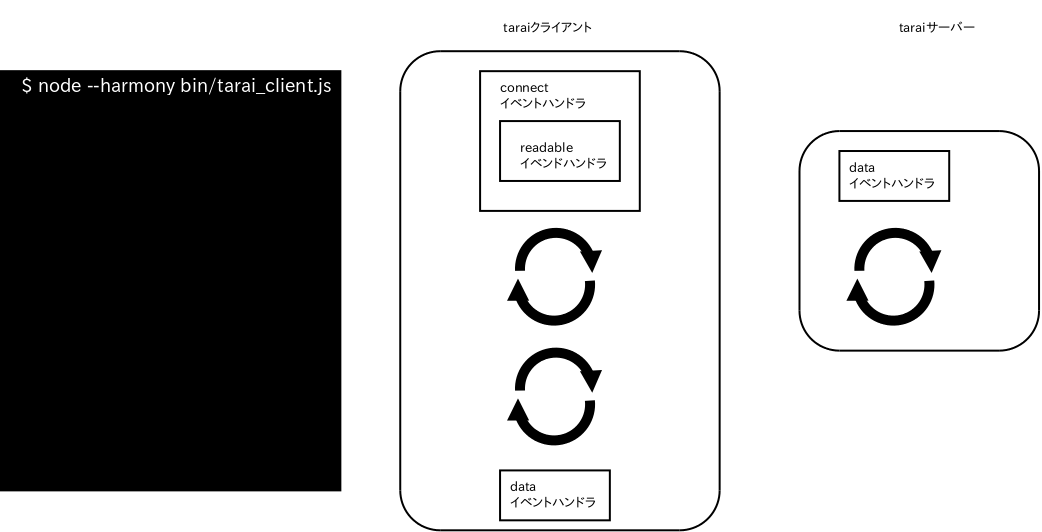 taraiクライアント
taraiサーバー
$ node --harmony bin/tarai_client.js
connect
イベントハンドラ
readable
イベンドハンドラ
data
イベントハンドラ
data
イベントハンドラ